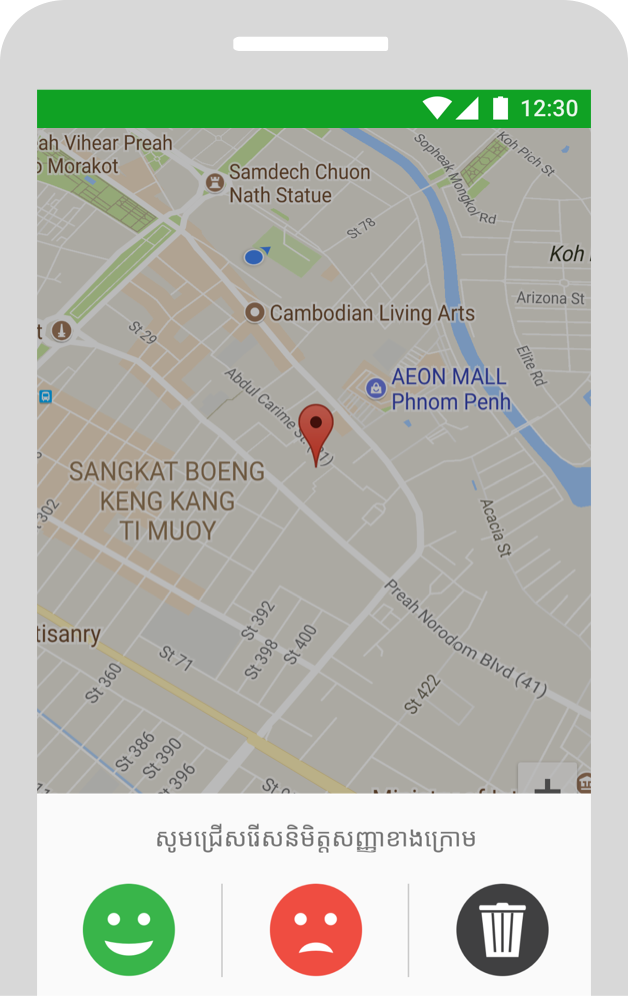 12:30
ah Vihear Preah
o Morakot
Samdech Chuon
Nath Statue
Sopheak Mongkol Rd
Koh Pich St
St 78
Koh
Arizona St
Cambodian Living Arts
t
St 29
Elite Rd
Abdul Carime St
AEON MALL
Phnom Penh
SANGKAT BOENG
KENG KANG
TI MUOY
302
Acacia St
tisanry
St 392
St 398
St 400
Preah Norodom Blvd (41)
St 71
St 360
St 422
St 386
St 390
St 396
+
សូមជ្រើសរើសនិមិត្តសញ្ញាខាងក្រោម